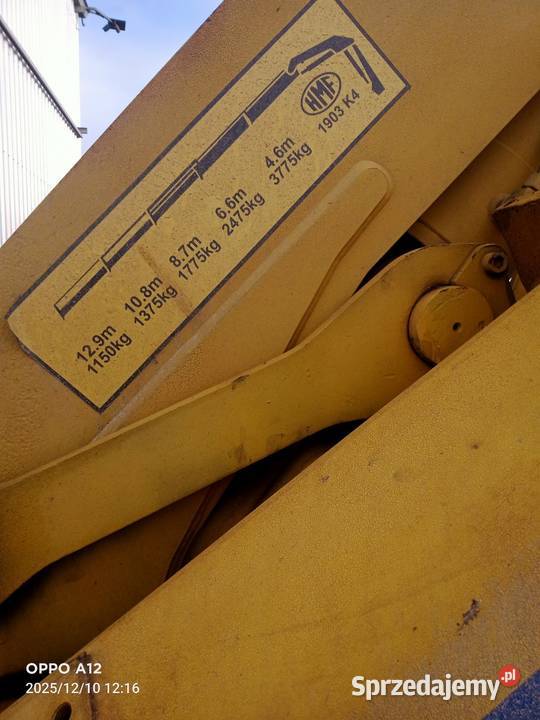 HMF
1903 K4
4.6m
3775kg
6.6m
2475kg
8.7m
1775kg
10.8m
1375kg
12.9m
1150kg
OPPO A12
2025/12/10 12:16
Sprzedajemy.pl